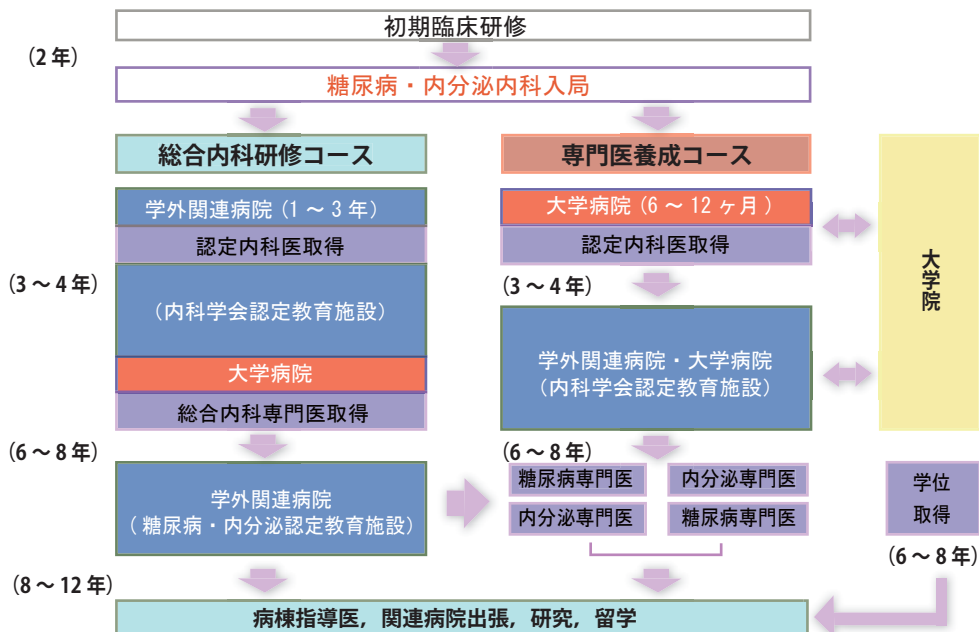 初期臨床研修
(2 年)
糖尿病・内分泌内科入局
総合内科研修コース
学外関連病院 (1 ～ 3 年)
認定内科医取得
(3 ～ 4 年)
(内科学会認定教育施設)
大学病院
総合内科専門医取得
(6 ～ 8 年)
学外関連病院
( 糖尿病・内分泌認定教育施設)
(8 ～ 12 年)
専門医養成コース
大学病院 (6 ～ 12 ヶ月 )
認定内科医取得
(3 ～ 4 年)
学外関連病院・大学病院
(内科学会認定教育施設)
(6 ～ 8 年)
糖尿病専門医
内分泌専門医
内分泌専門医
糖尿病専門医
大学院
学位
取得
(6 ～ 8 年)
病棟指導医, 関連病院出張, 研究, 留学